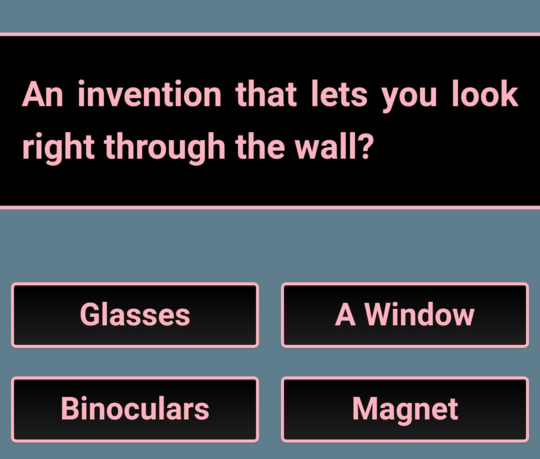 An invention that lets you look
right through the wall?
Glasses
A Window
Binoculars
Magnet